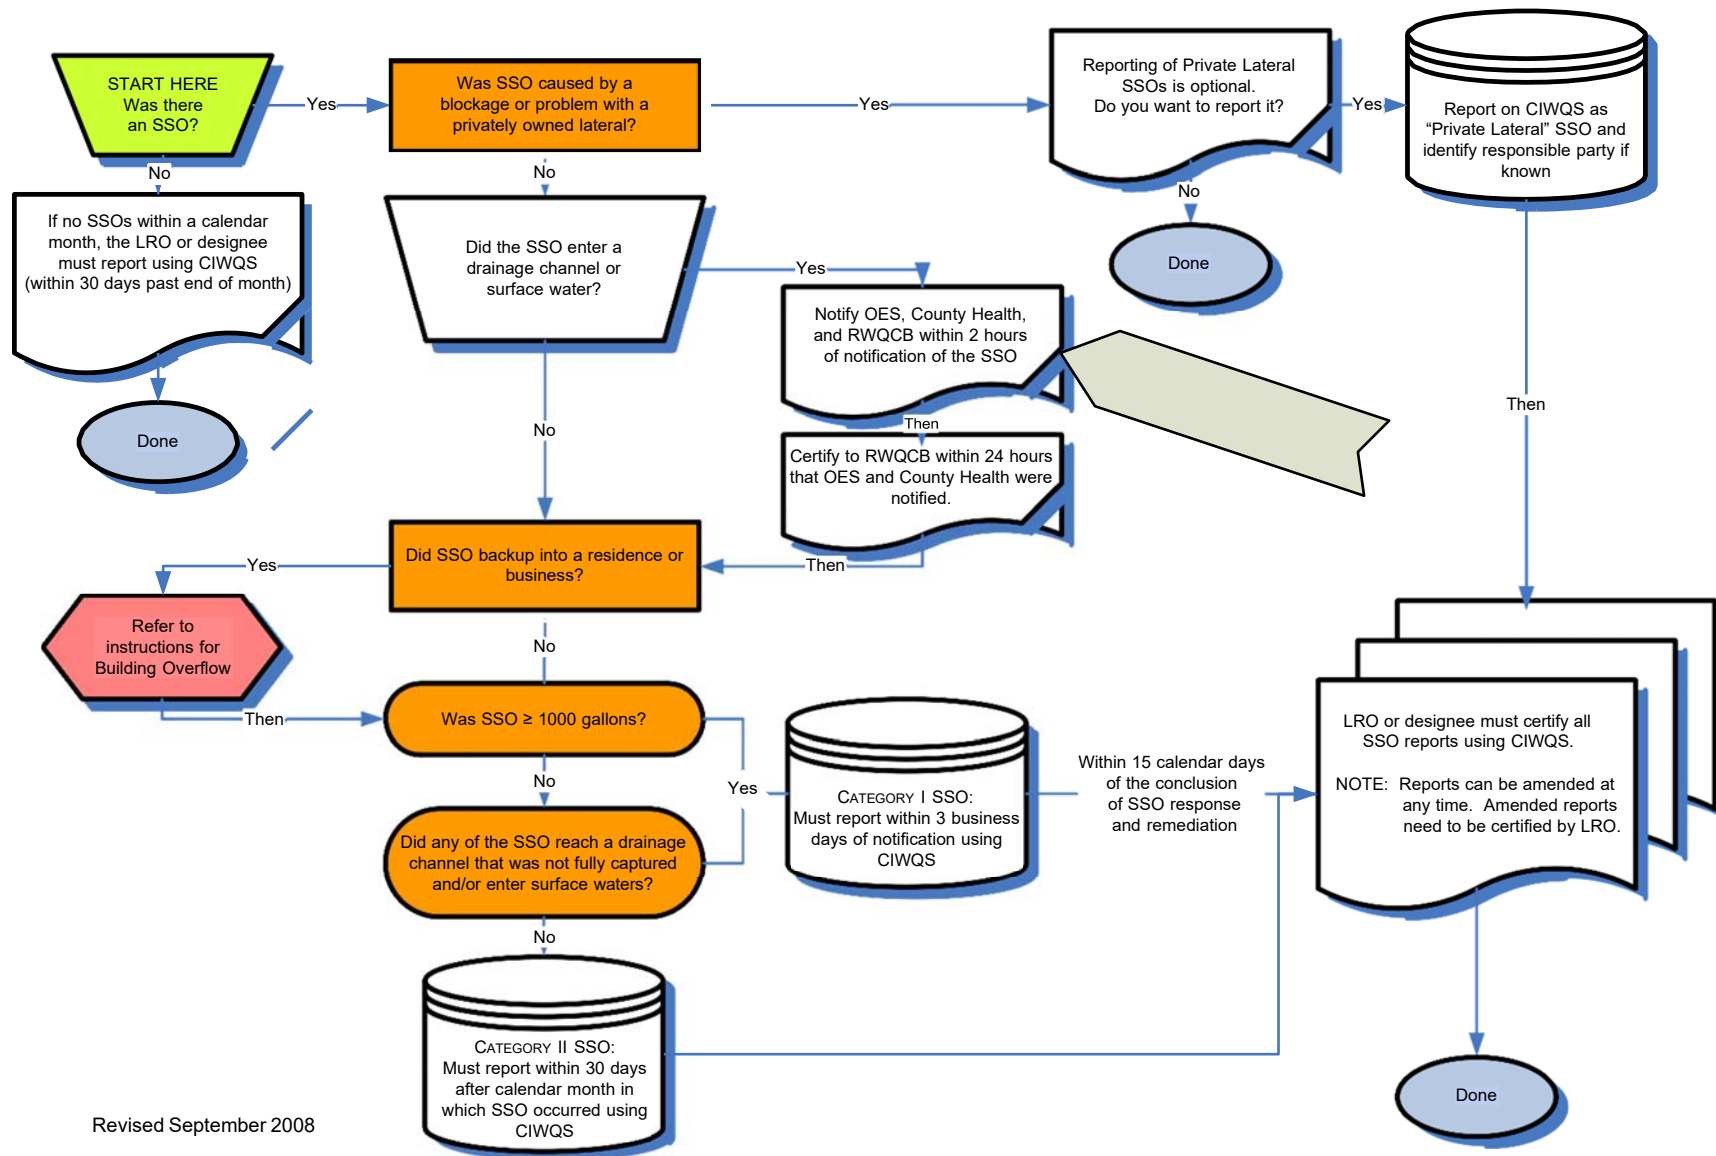 START HERE
Was there
an SSO?
Yes
Was SSO caused by a
blockage or problem with a
privately owned lateral?
Yes
Reporting of Private Lateral
SSOs is optional.
Do you want to report it?
Yes
Report on CIWQS as
“Private Lateral” SSO and
identify responsible party if
known
No
If no SSOs within a calendar
month, the LRO or designee
must report using CIWQS
(within 30 days past end of month)
Done
No
Did the SSO enter a
drainage channel or
surface water?
Yes
Notify OES, County Health,
and RWQCB within 2 hours
of notification of the SSO
No
Done
Then
Certify to RWQCB within 24 hours
that OES and County Health were
notified.
Then
No
Did SSO backup into a residence or
business?
Yes
Refer to
instructions for
Building Overflow
Then
No
Was SSO ≥ 1000 gallons?
No
Yes
Did any of the SSO reach a drainage
channel that was not fully captured
and/or enter surface waters?
CATEGORY I SSO:
Must report within 3 business
days of notification using
CIWQS
Within 15 calendar days
of the conclusion
of SSO response
and remediation
Then
LRO or designee must certify all
SSO reports using CIWQS.
NOTE: Reports can be amended at
any time. Amended reports
need to be certified by LRO.
No
CATEGORY II SSO:
Must report within 30 days
after calendar month in
which SSO occurred using
CIWQS
Done
Revised September 2008